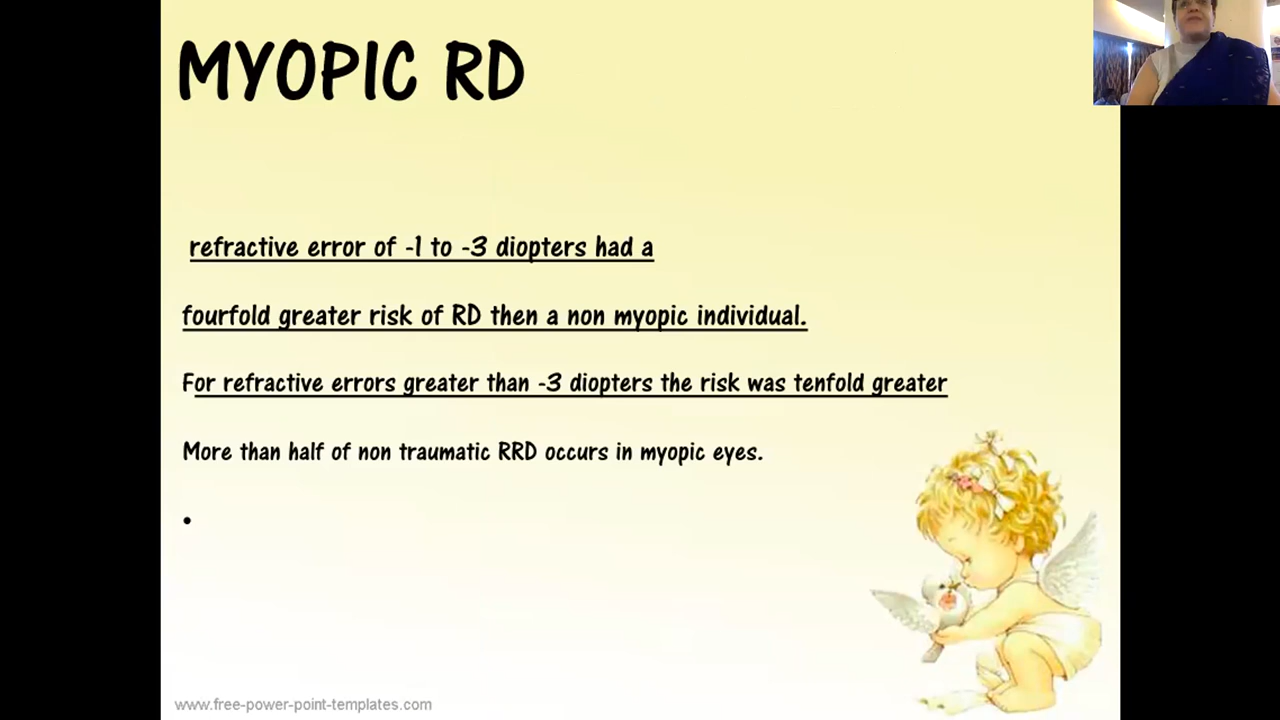 MYOPIC RD
refractive error of -1 to -3 diopters had a
fourfold greater risk of RD then a non myopic individual.
For refractive errors greater than -3 diopters the risk was tenfold greater
More than half of non traumatic RRD occurs in myopic eyes.
•
www.free-power-point-templates.com